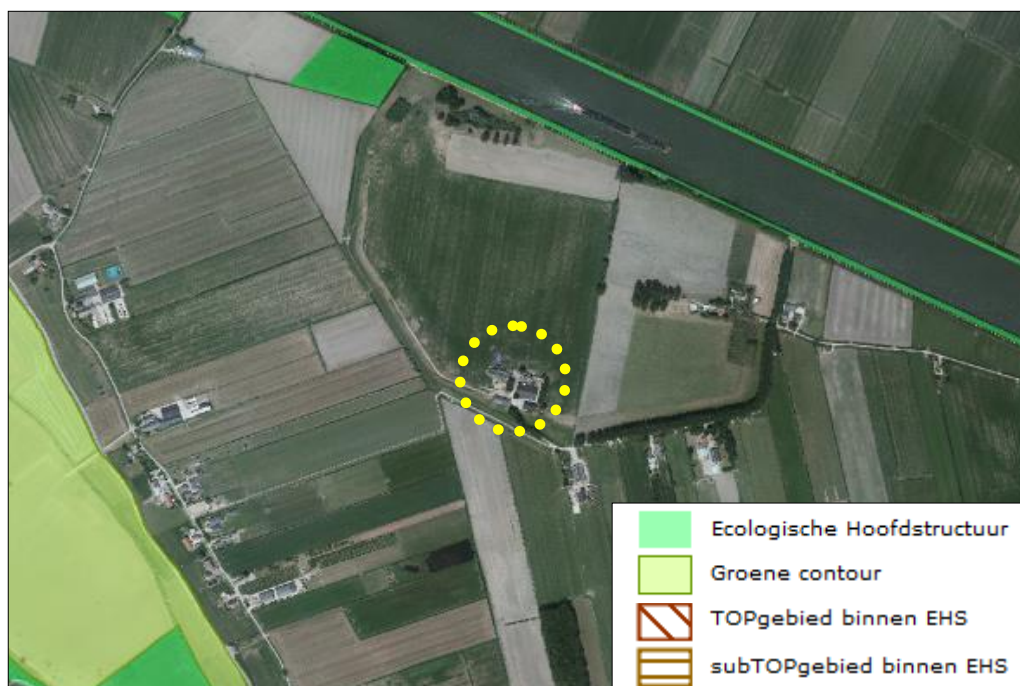 Ecologische Hoofdstructuur
Groene contour
TOPgebied binnen EHS
subTOPgebied binnen EHS